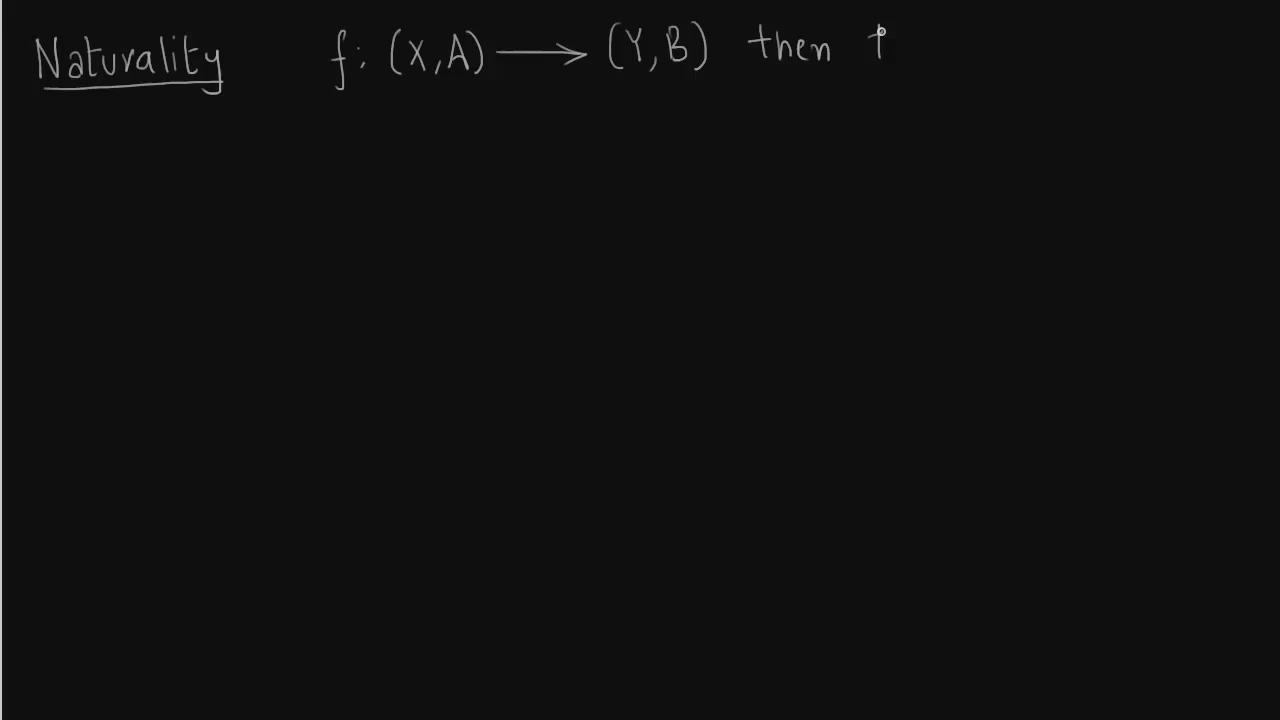 Naturality f: (X,A) ⟶ (Y,B) then